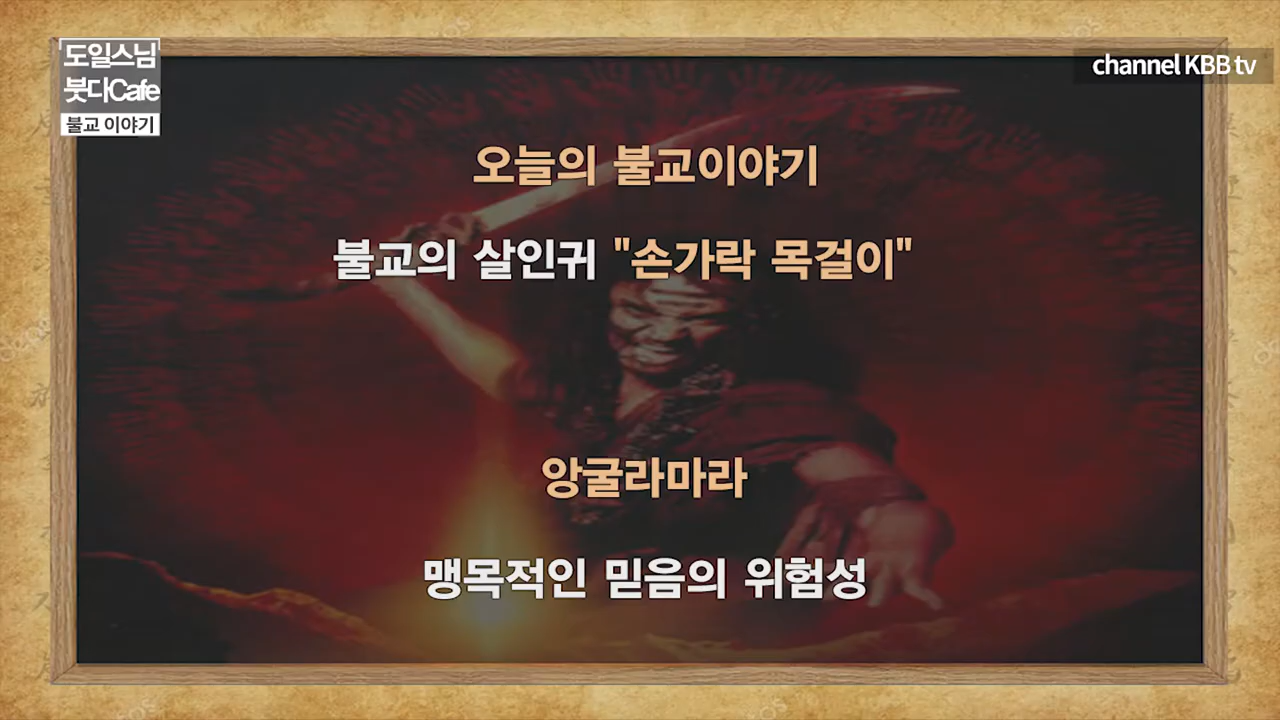 도일스님
붓다Cafe
불교 이야기
channel KBB tv
오늘의 불교이야기
불교의 살인귀 "손가락 목걸이"
앙굴라마라
맹목적인 믿음의 위험성